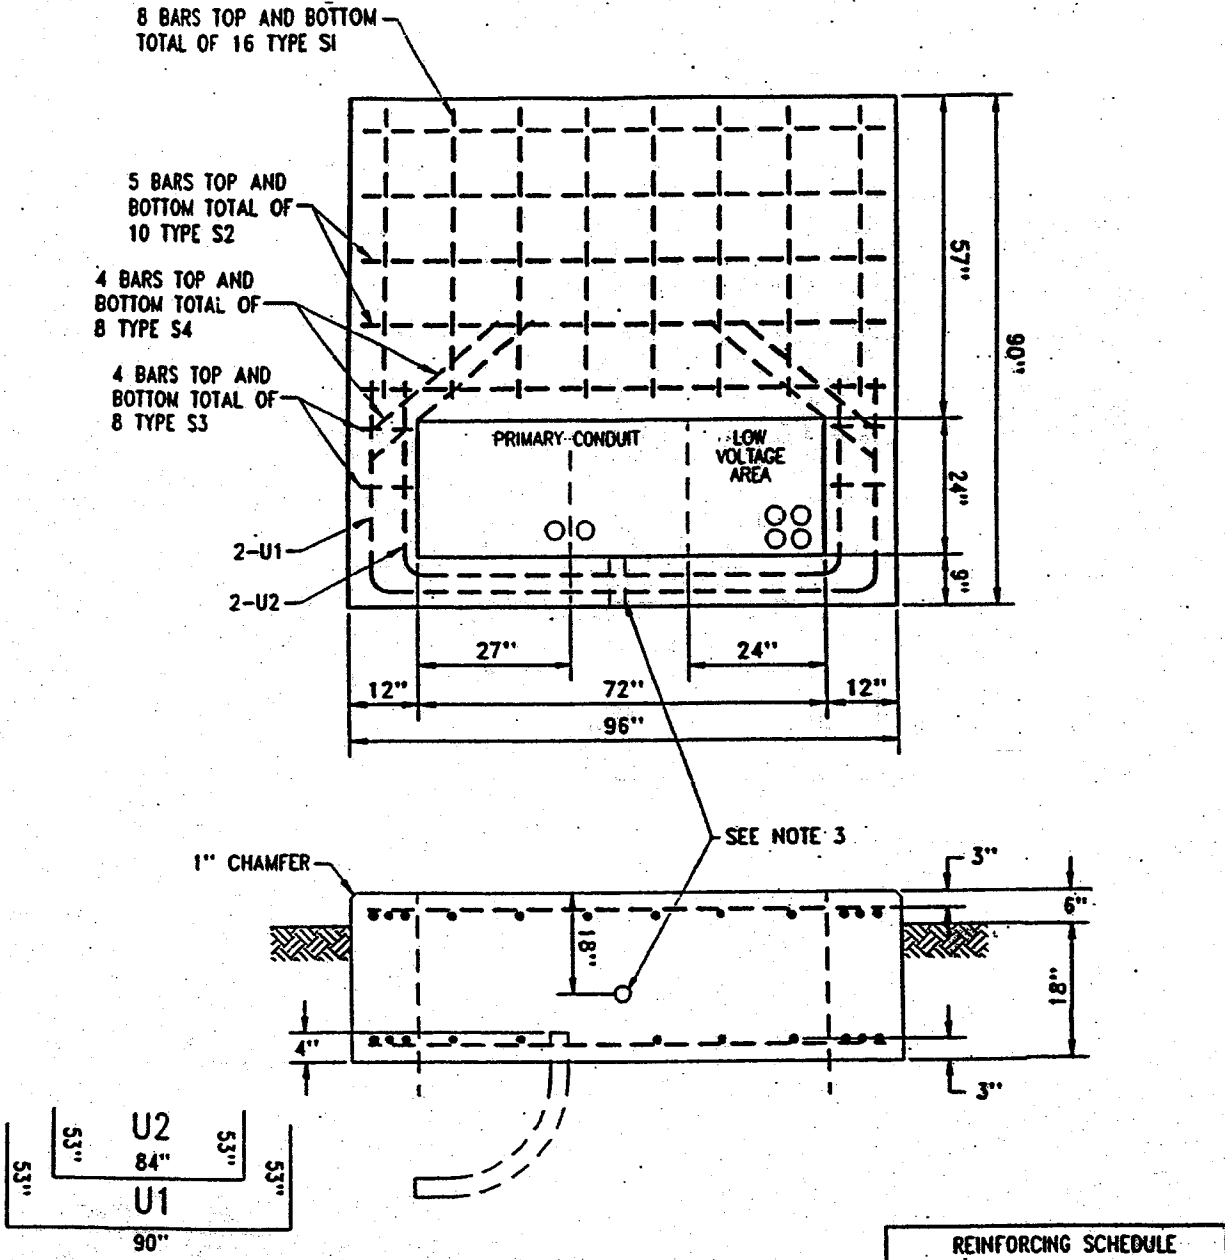 8 BARS TOP AND BOTTOM
TOTAL OF 16 TYPE S1
5 BARS TOP AND
BOTTOM TOTAL OF
10 TYPE S2
4 BARS TOP AND
BOTTOM TOTAL OF
8 TYPE S4
4 BARS TOP AND
BOTTOM TOTAL OF
8 TYPE S3
2-U1
2-U2
PRIMARY CONDUIT
LOW
VOLTAGE
AREA
57"
90"
24"
9"
27"
24"
12"
72"
12"
96"
SEE NOTE 3
1" CHAMFER
3"
6"
18"
18"
4"
3"
U2
53"
53"
84"
53"
53"
U1
90"
REINFORCING SCHEDULE